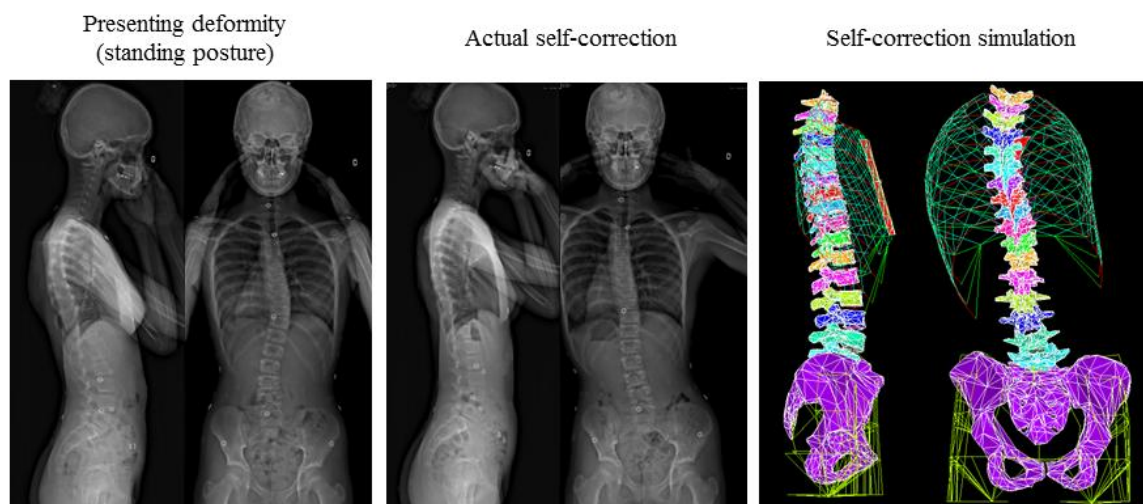 Presenting deformity
(standing posture)
Actual self-correction
Self-correction simulation